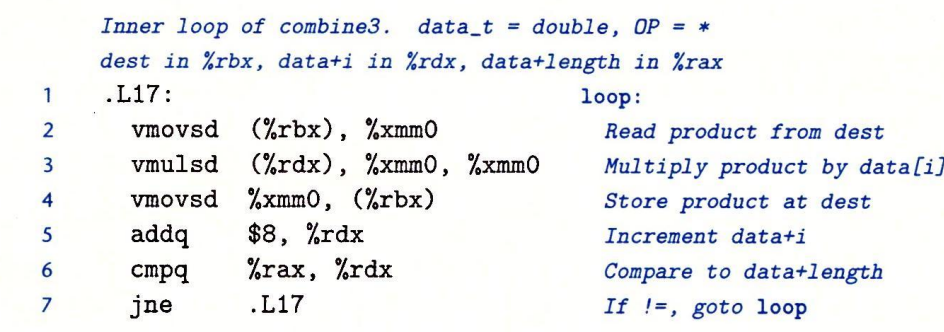 Inner loop of combine3. data_t = double, OP = *
dest in %rbx, data+i in %rdx, data+length in %rax
1 .L17: loop:
2 vmovsd (%rbx), %xmm0 Read product from dest
3 vmulsd (%rdx), %xmm0, %xmm0 Multiply product by data[i]
4 vmovsd %xmm0, (%rbx) Store product at dest
5 addq $8, %rdx Increment data+i
6 cmpq %rax, %rdx Compare to data+length
7 jne .L17 If !=, goto loop